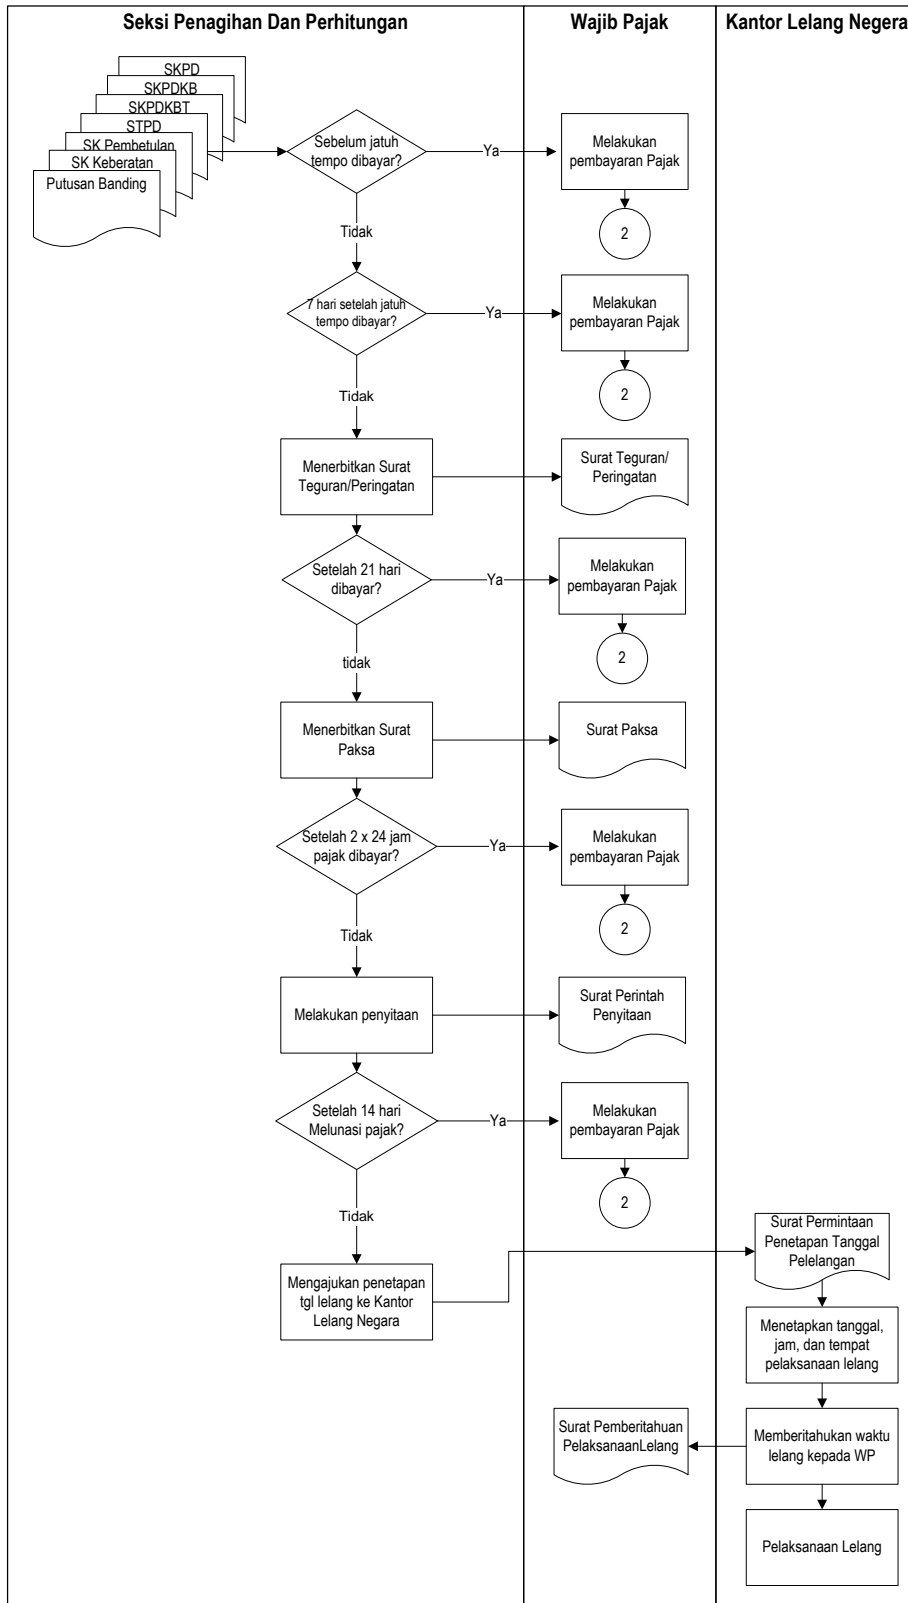 Seksi Penagihan Dan Perhitungan
Wajib Pajak
Kantor Lelang Negera
SKPD
SKPDKB
SKPDKBT
STPD
SK Pembetulan
SK Keberatan
Putusan Banding
Sebelum jatuh
tempo dibayar?
Ya
Melakukan
pembayaran Pajak
2
Tidak
7 hari setelah jatuh
tempo dibayar?
Ya
Melakukan
pembayaran Pajak
2
Tidak
Menerbitkan Surat
Teguran/Peringatan
Surat Teguran/
Peringatan
Setelah 21 hari
dibayar?
Ya
Melakukan
pembayaran Pajak
2
tidak
Menerbitkan Surat
Paksa
Surat Paksa
Setelah 2 x 24 jam
pajak dibayar?
Ya
Melakukan
pembayaran Pajak
2
Tidak
Melakukan penyitaan
Surat Perintah
Penyitaan
Setelah 14 hari
Melunasi pajak?
Ya
Melakukan
pembayaran Pajak
2
Tidak
Mengajukan penetapan
tgl lelang ke Kantor
Lelang Negara
Surat Permintaan
Penetapan Tanggal
Pelelangan
Menetapkan tanggal,
jam, dan tempat
pelaksanaan lelang
Memberitahukan waktu
lelang kepada WP
Surat Pemberitahuan
PelaksanaanLelang
Pelaksanaan Lelang